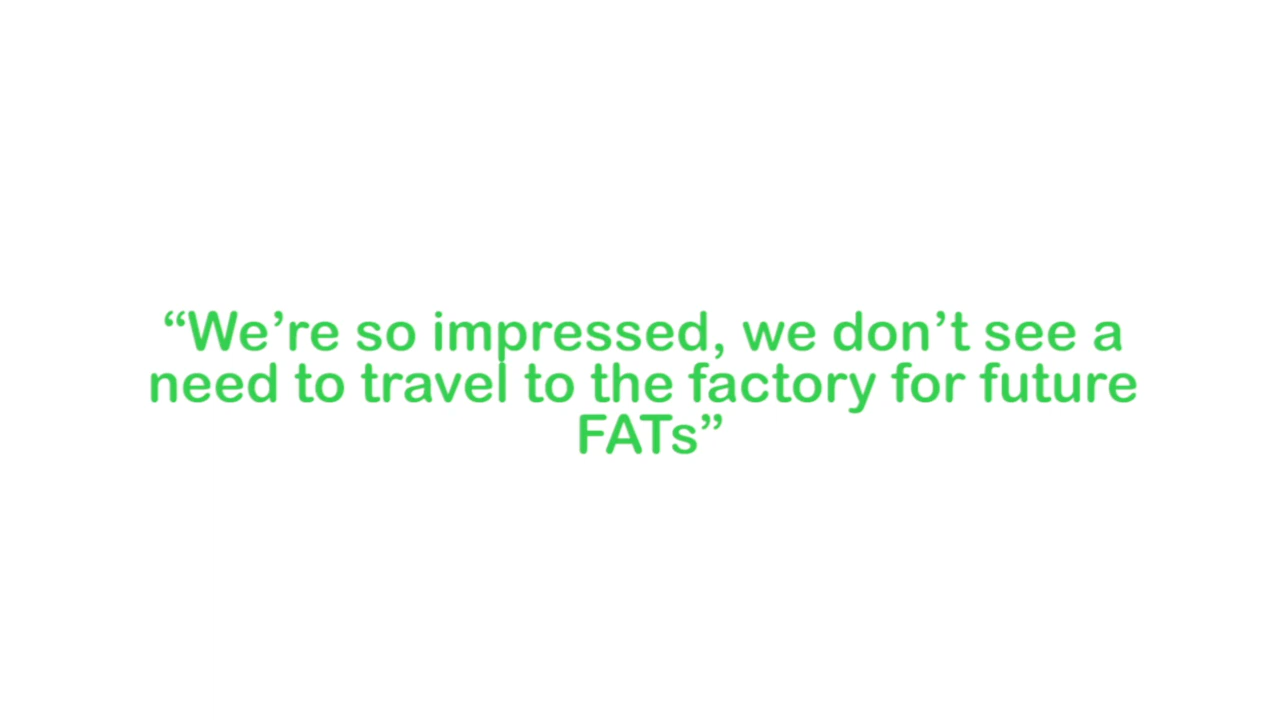 “We’re so impressed, we don’t see a
need to travel to the factory for future
FATs”